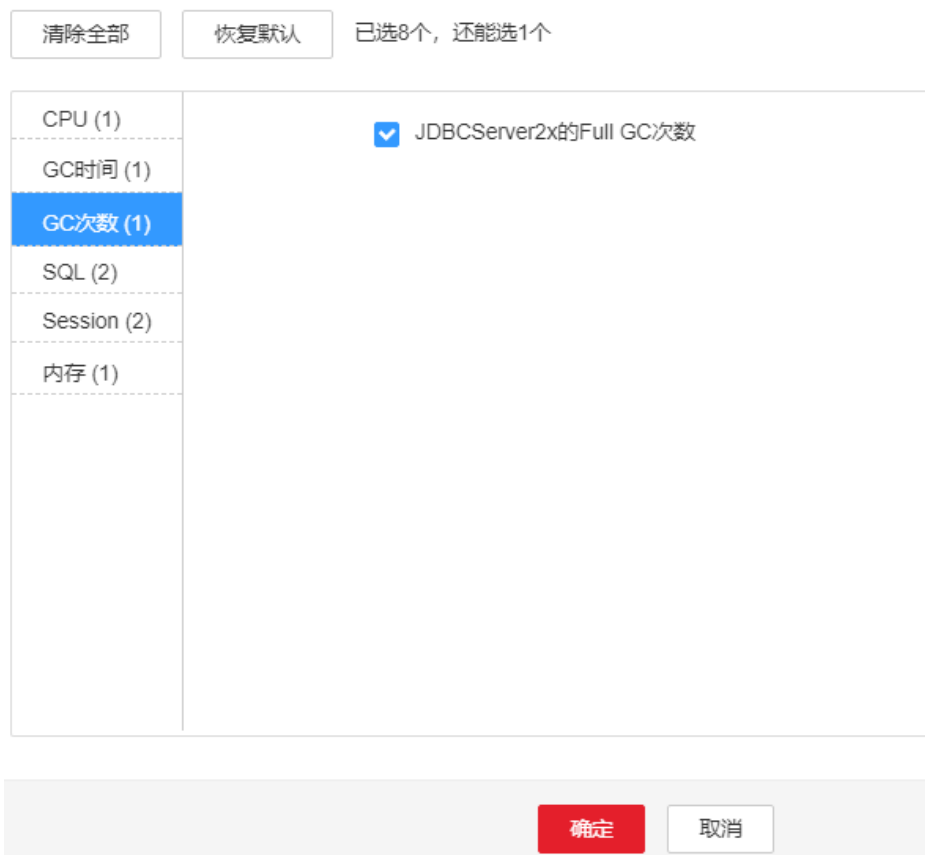 清除全部 恢复默认 已选8个，还能选1个
CPU (1)
JDBCServer2x的Full GC次数
GC时间 (1)
GC次数 (1)
SQL (2)
Session (2)
内存 (1)
确定 取消